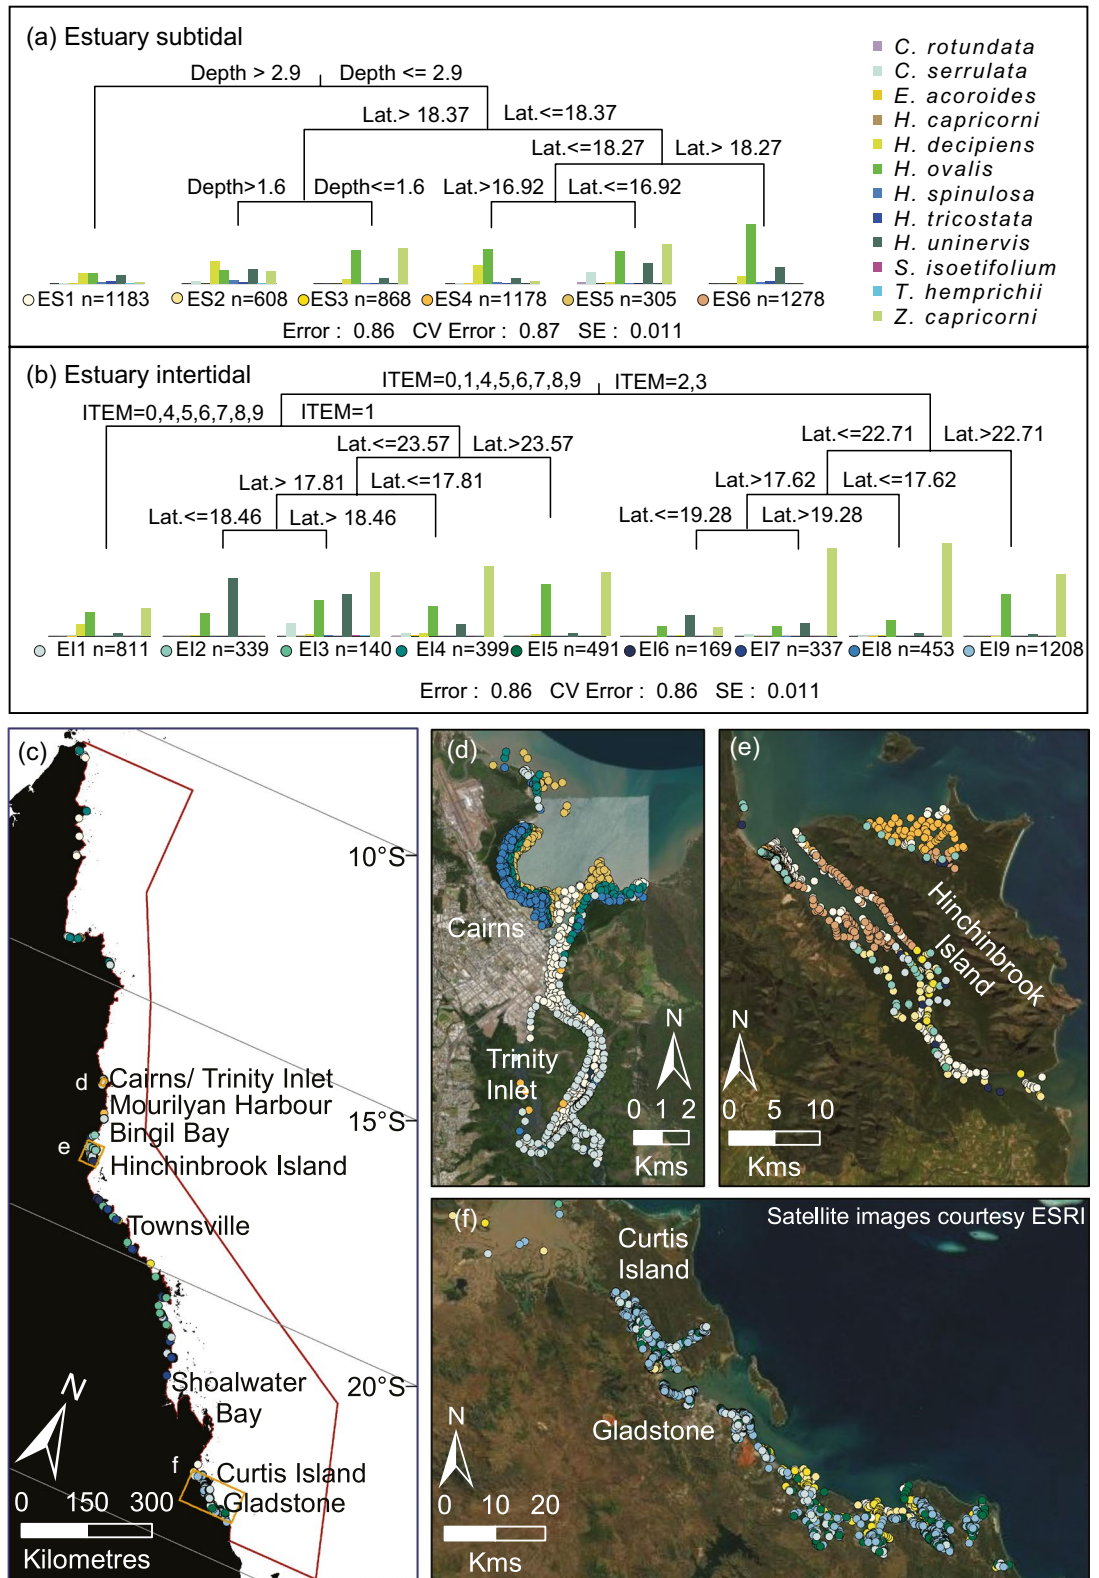 (a) Estuary subtidal
Depth > 2.9 Depth <= 2.9
Lat.> 18.37 Lat.<=18.37
Lat.<=18.27 Lat.> 18.27
Depth>1.6 Depth<=1.6 Lat.>16.92 Lat.<=16.92
C. rotundata
C. serrulata
E. acoroides
H. capricorni
H. decipiens
H. ovalis
H. spinulosa
H. tricostata
H. uninervis
S. isoetifolium
T. hemprichii
Z. capricorni
ES1 n=1183 ES2 n=608 ES3 n=868 ES4 n=1178 ES5 n=305 ES6 n=1278
Error : 0.86 CV Error : 0.87 SE : 0.011
(b) Estuary intertidal
ITEM=0,1,4,5,6,7,8,9 ITEM=2,3
ITEM=0,4,5,6,7,8,9 ITEM=1
Lat.<=23.57 Lat.>23.57 Lat.<=22.71 Lat.>22.71
Lat.> 17.81 Lat.<=17.81 Lat.>17.62 Lat.<=17.62
Lat.<=18.46 Lat.> 18.46 Lat.<=19.28 Lat.>19.28
EI1 n=811 EI2 n=339 EI3 n=140 EI4 n=399 EI5 n=491 EI6 n=169 EI7 n=337 EI8 n=453 EI9 n=1208
Error : 0.86 CV Error : 0.86 SE : 0.011
(c)
10°S
d Cairns/ Trinity Inlet
Mourilyan Harbour
Bingil Bay
15°S
e Hinchinbrook Island
Townsville
20°S
Shoalwater
Bay
N
f Curtis Island
Gladstone
0 150 300
Kilometres
(d)
Cairns
Trinity
Inlet
N
0 1 2
Kms
(e)
Hinchinbrook
Island
N
0 5 10
Kms
(f)
Satellite images courtesy ESRI
Curtis
Island
Gladstone
N
0 10 20
Kms